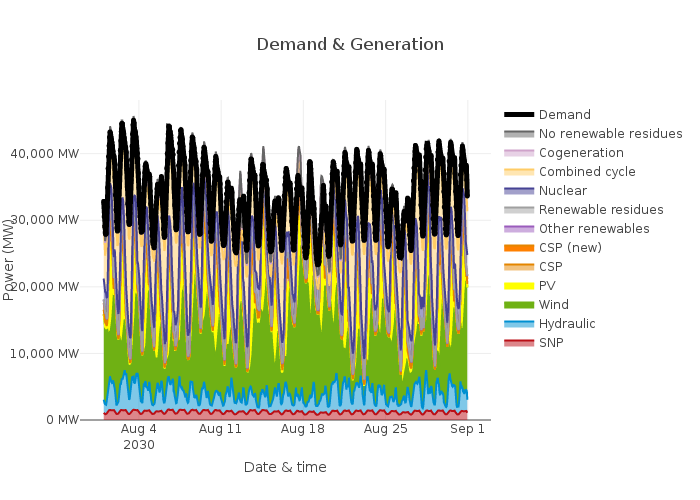 Demand & Generation
Power (MW)
40,000 MW
30,000 MW
20,000 MW
10,000 MW
0 MW
Aug 4
2030
Aug 11
Aug 18
Aug 25
Sep 1
Date & time
Demand
No renewable residues
Cogeneration
Combined cycle
Nuclear
Renewable residues
Other renewables
CSP (new)
CSP
PV
Wind
Hydraulic
SNP